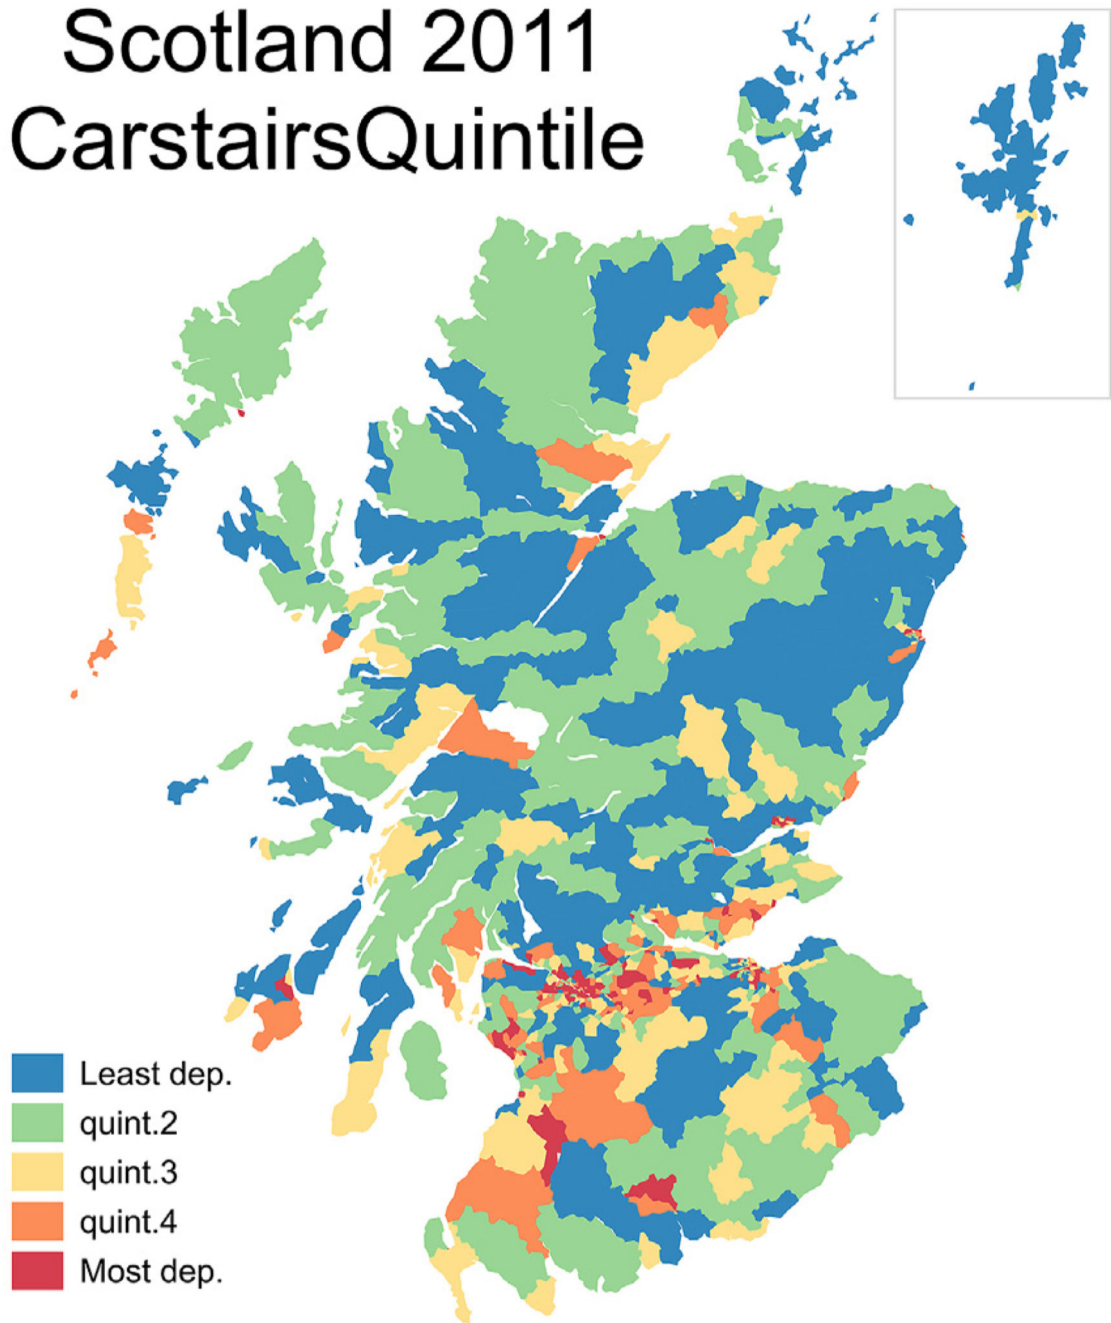 Scotland 2011
CarstairsQuintile
Least dep.
quint.2
quint.3
quint.4
Most dep.